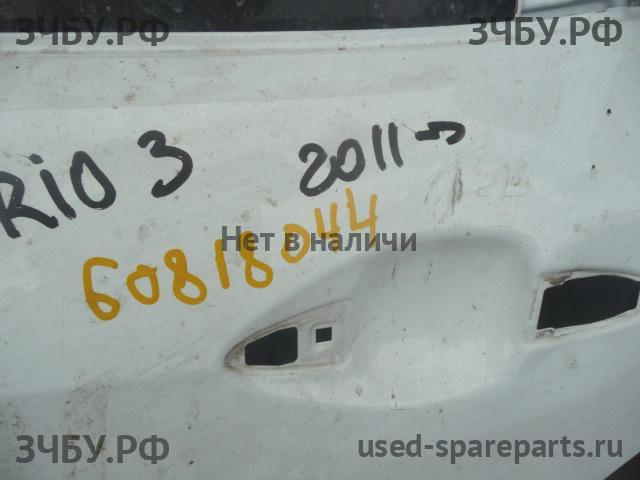 ЗЧБУ.РФ ЗЧБУ.РФ
RIO 3 2011->
Нет в наличи
60818044
ЗЧБУ.РФ used-spareparts.ru